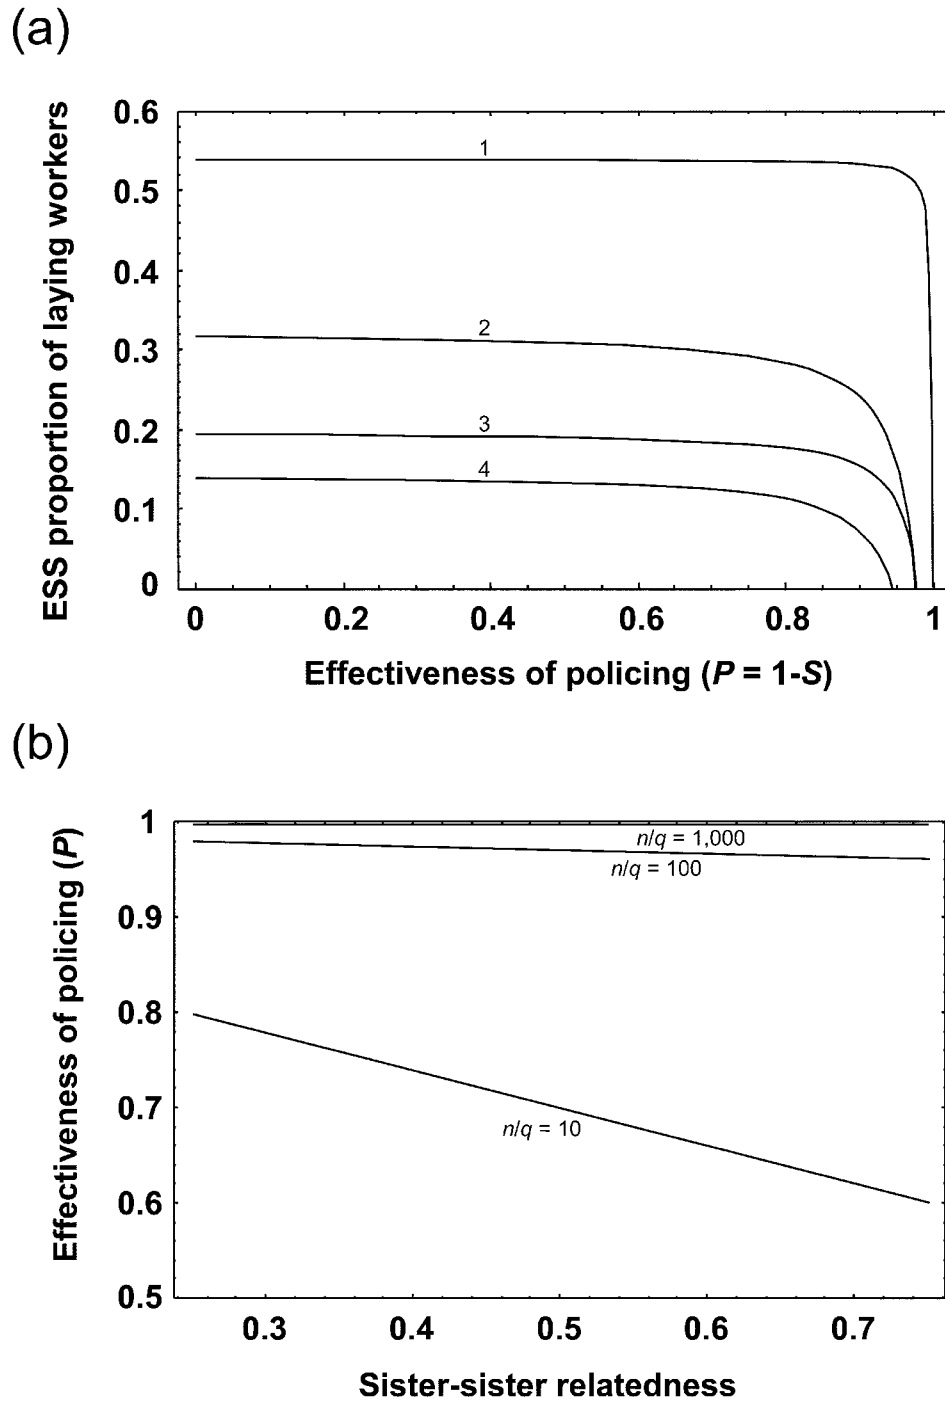 (a)
ESS proportion of laying workers
0.6
0.5
0.4
0.3
0.2
0.1
0
1
2
3
4
0 0.2 0.4 0.6 0.8 1
Effectiveness of policing (P = 1-S)
(b)
Effectiveness of policing (P)
1
0.9
0.8
0.7
0.6
0.5
n/q = 1,000
n/q = 100
n/q = 10
0.3 0.4 0.5 0.6 0.7
Sister-sister relatedness